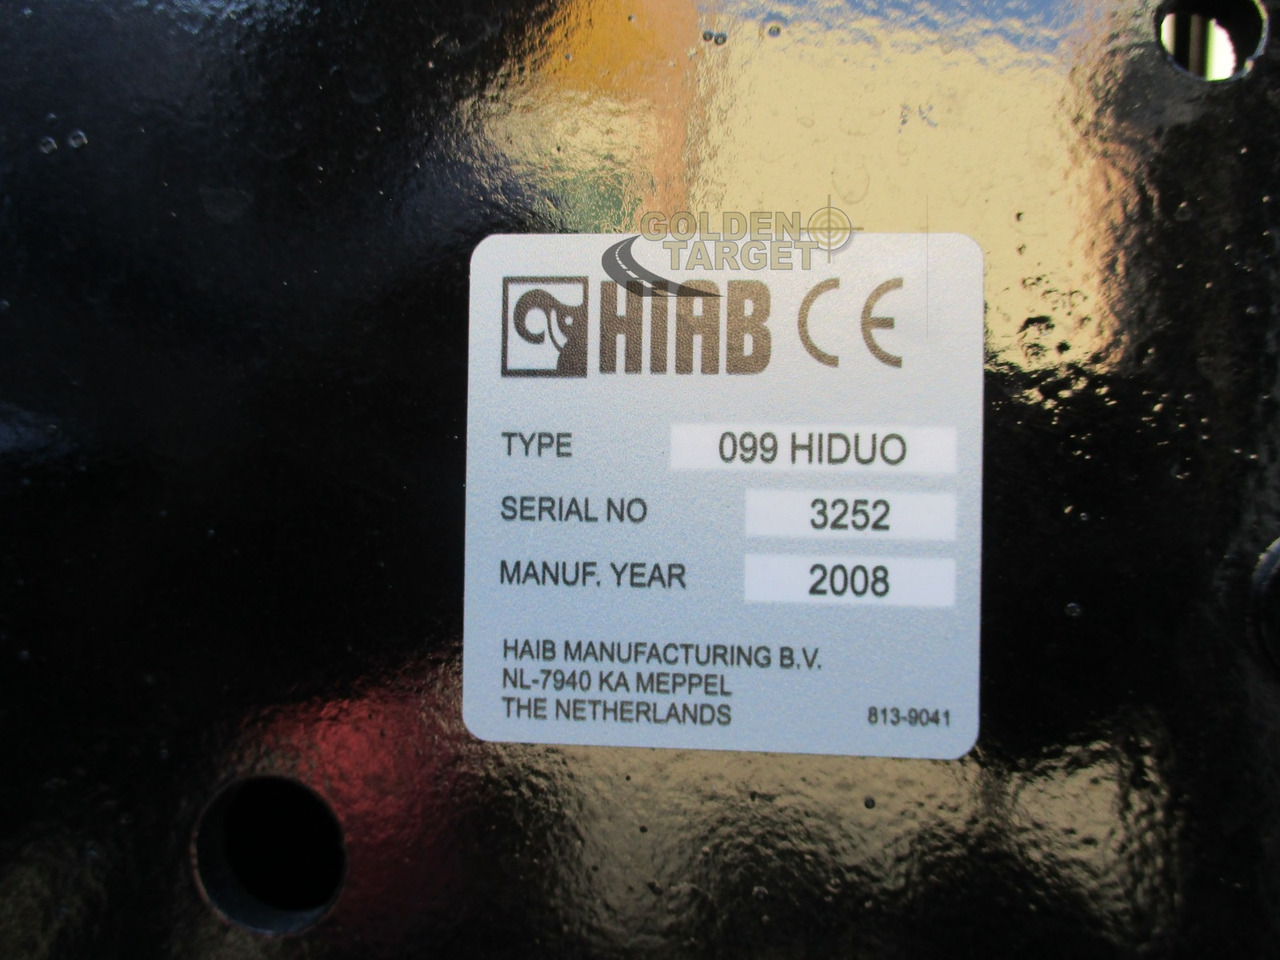 GOLDEN
TARGET
HIAB CE
TYPE 099 HIDUO
SERIAL NO 3252
MANUF. YEAR 2008
HAIB MANUFACTURING B.V.
NL-7940 KA MEPPEL
THE NETHERLANDS 813-9041